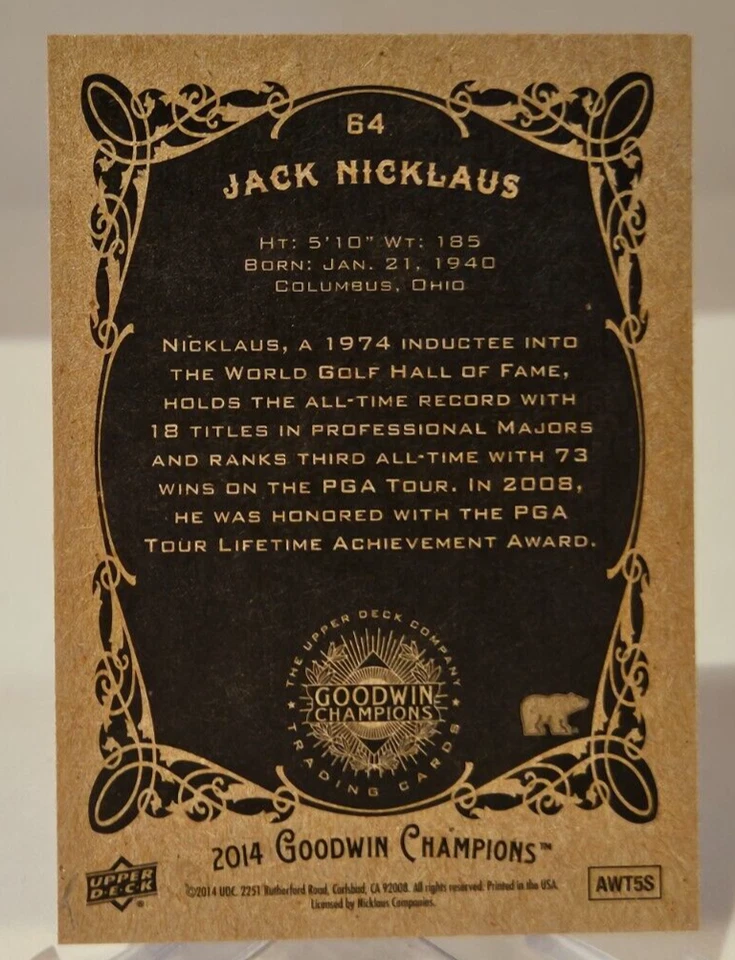 64
JACK NICKLAUS
HT: 5'10" WT: 185
BORN: JAN. 21, 1940
COLUMBUS, OHIO
NICKLAUS, A 1974 INDUCTEE INTO
THE WORLD GOLF HALL OF FAME,
HOLDS THE ALL-TIME RECORD WITH
18 TITLES IN PROFESSIONAL MAJORS
AND RANKS THIRD ALL-TIME WITH 73
WINS ON THE PGA TOUR. IN 2008,
HE WAS HONORED WITH THE PGA
TOUR LIFETIME ACHIEVEMENT AWARD.
THE UPPER DECK COMPANY
GOODWIN
CHAMPIONS
TRADING CARDS
2014 GOODWIN CHAMPIONS™
UPPER
DECK®
©2014 UDC. 2251 Rutherford Road, Carlsbad, CA 92008. All rights reserved. Printed in the USA.
Licensed by Nicklaus Companies.
AWT5S